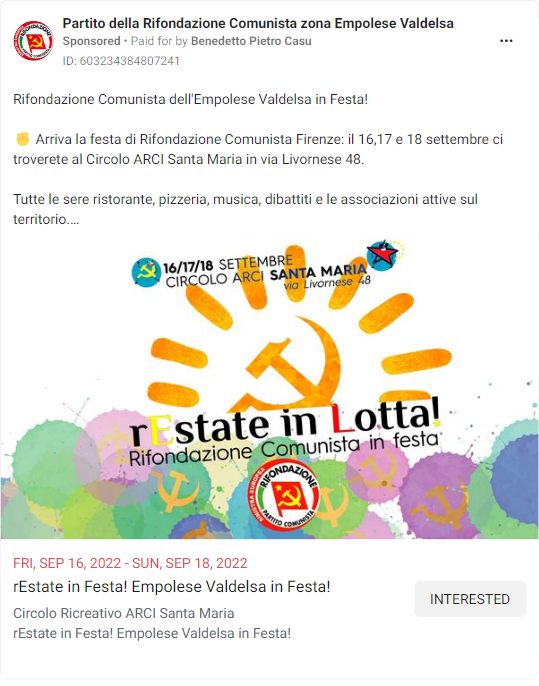 Partito della Rifondazione Comunista zona Empolese Valdelsa
Sponsored • Paid for by Benedetto Pietro Casu
ID: 603234384807241
Rifondazione Comunista dell'Empolese Valdelsa in Festa!
✊ Arriva la festa di Rifondazione Comunista Firenze: il 16,17 e 18 settembre ci
troverete al Circolo ARCI Santa Maria in via Livornese 48.
Tutte le sere ristorante, pizzeria, musica, dibattiti e le associazioni attive sul
territorio....
16/17/18 SETTEMBRE
CIRCOLO ARCI SANTA MARIA
via Livornese 48
rEstate in Lotta!
Rifondazione Comunista in festa
RIFONDAZIONE
PARTITO COMUNISTA
SINISTRA EUROPEA
FRI, SEP 16, 2022 - SUN, SEP 18, 2022
rEstate in Festa! Empolese Valdelsa in Festa!
INTERESTED
Circolo Ricreativo ARCI Santa Maria
rEstate in Festa! Empolese Valdelsa in Festa!